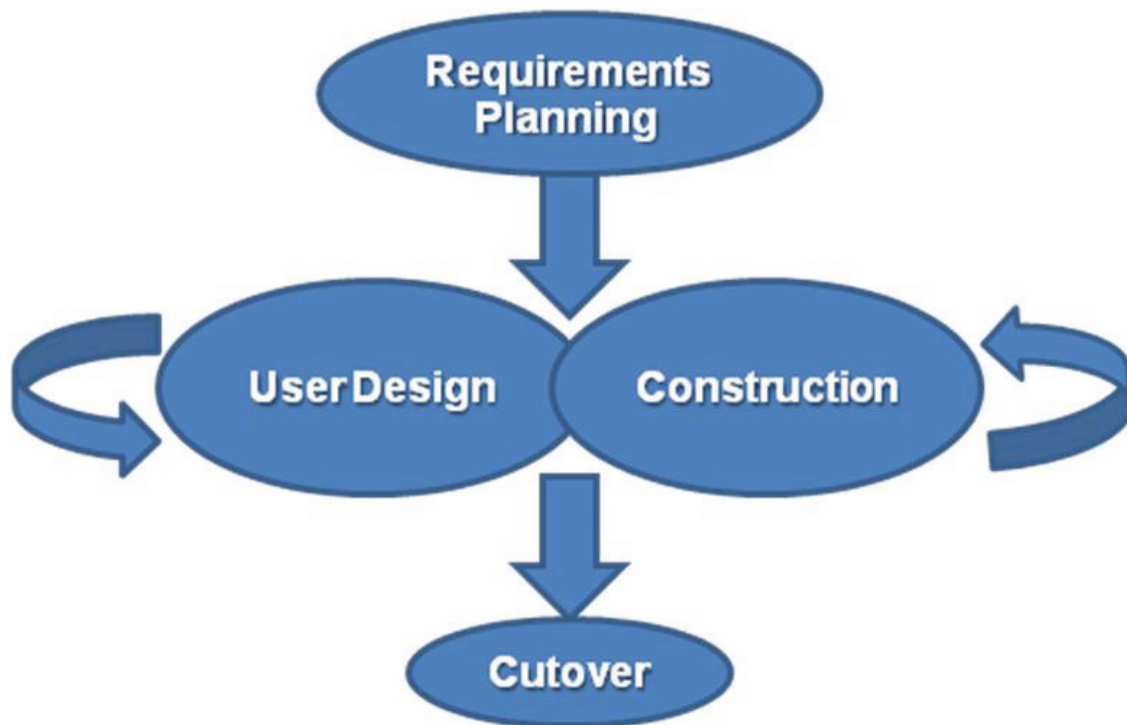 Requirements
Planning
User Design
Construction
Cutover